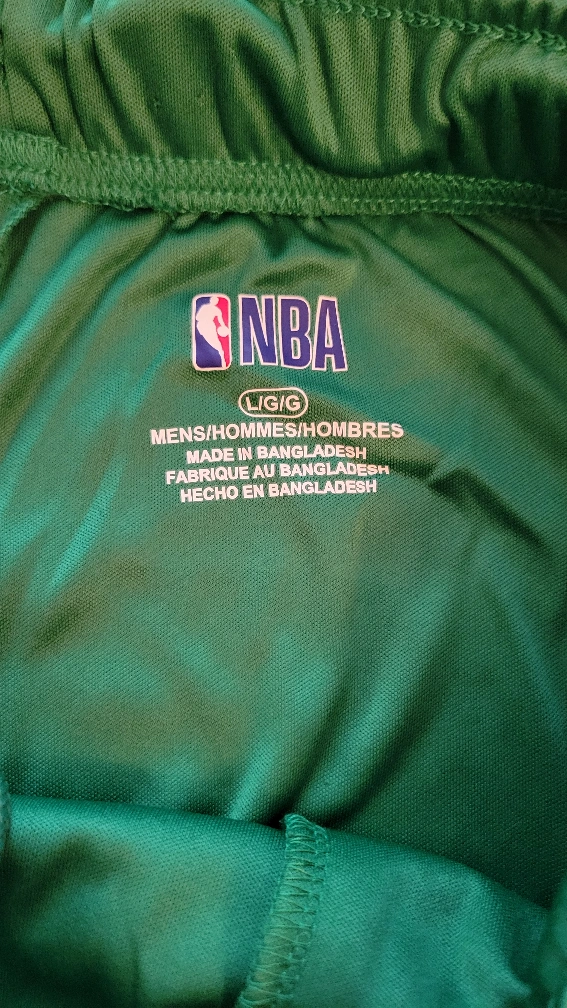 NBA
L/G/G
MENS/HOMMES/HOMBRES
MADE IN BANGLADESH
FABRIQUE AU BANGLADESH
HECHO EN BANGLADESH